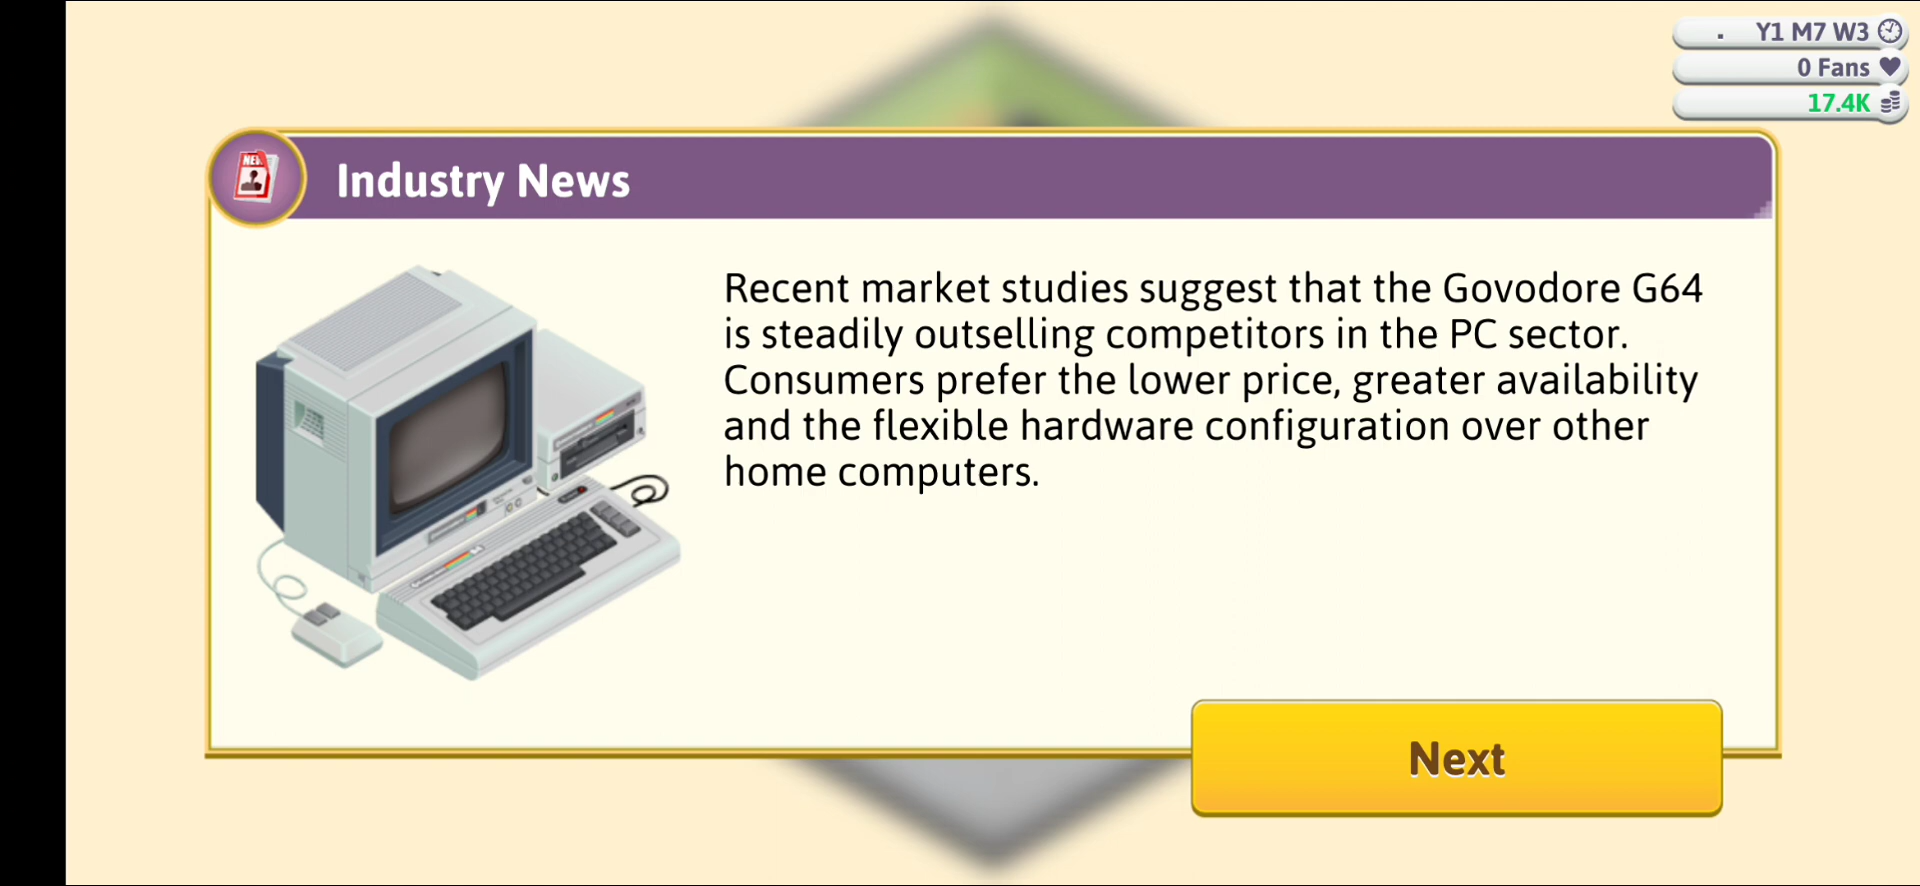 . Y1 M7 W3
0 Fans
17.4K
Industry News
Recent market studies suggest that the Govodore G64
is steadily outselling competitors in the PC sector.
Consumers prefer the lower price, greater availability
and the flexible hardware configuration over other
home computers.
Next